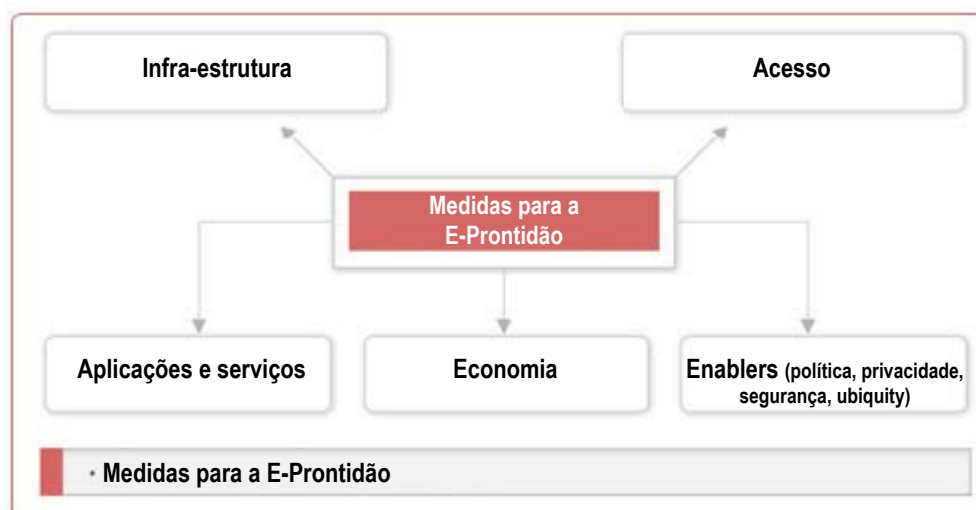 Infra-estrutura
Acesso
Medidas para a
E-Prontidão
Aplicações e serviços
Economia
Enablers (política, privacidade,
segurança, ubiquity)
· Medidas para a E-Prontidão